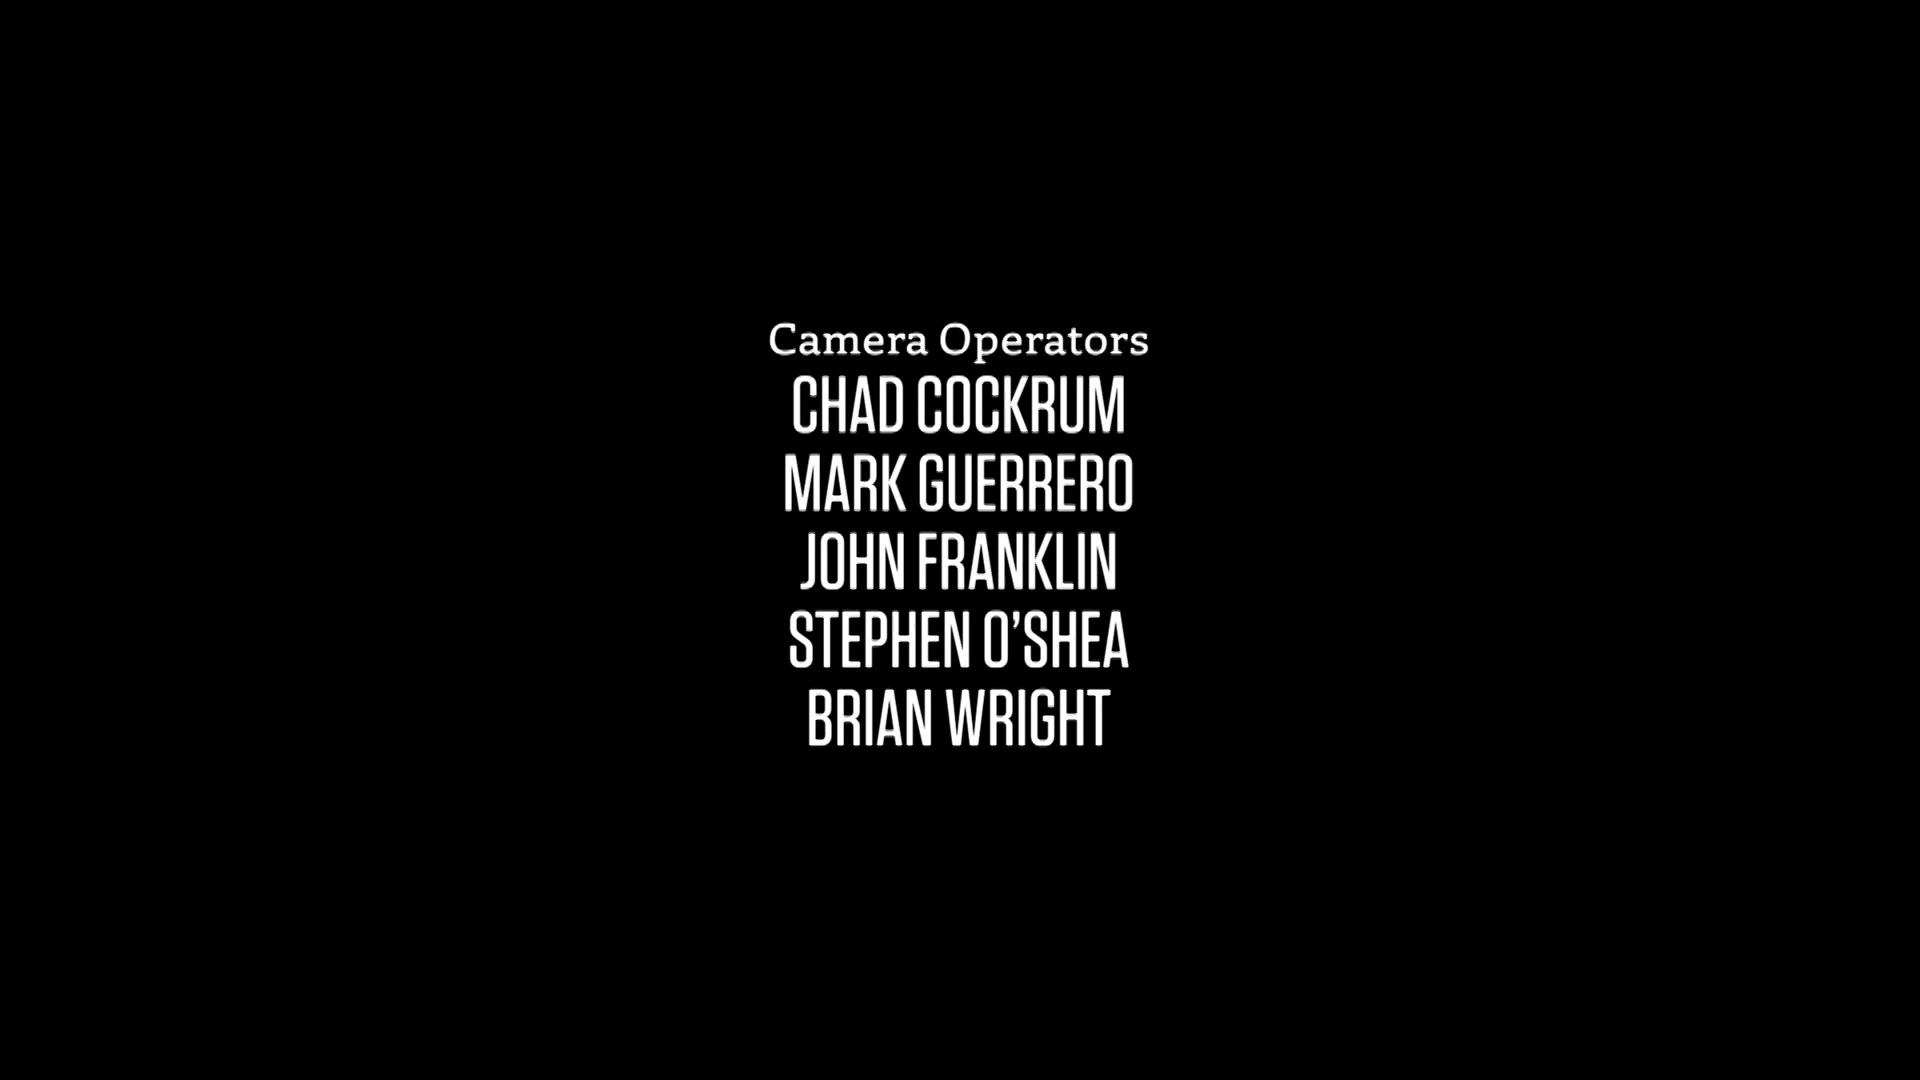 Camera Operators
CHAD COCKRUM
MARK GUERRERO
JOHN FRANKLIN
STEPHEN O’SHEA
BRIAN WRIGHT